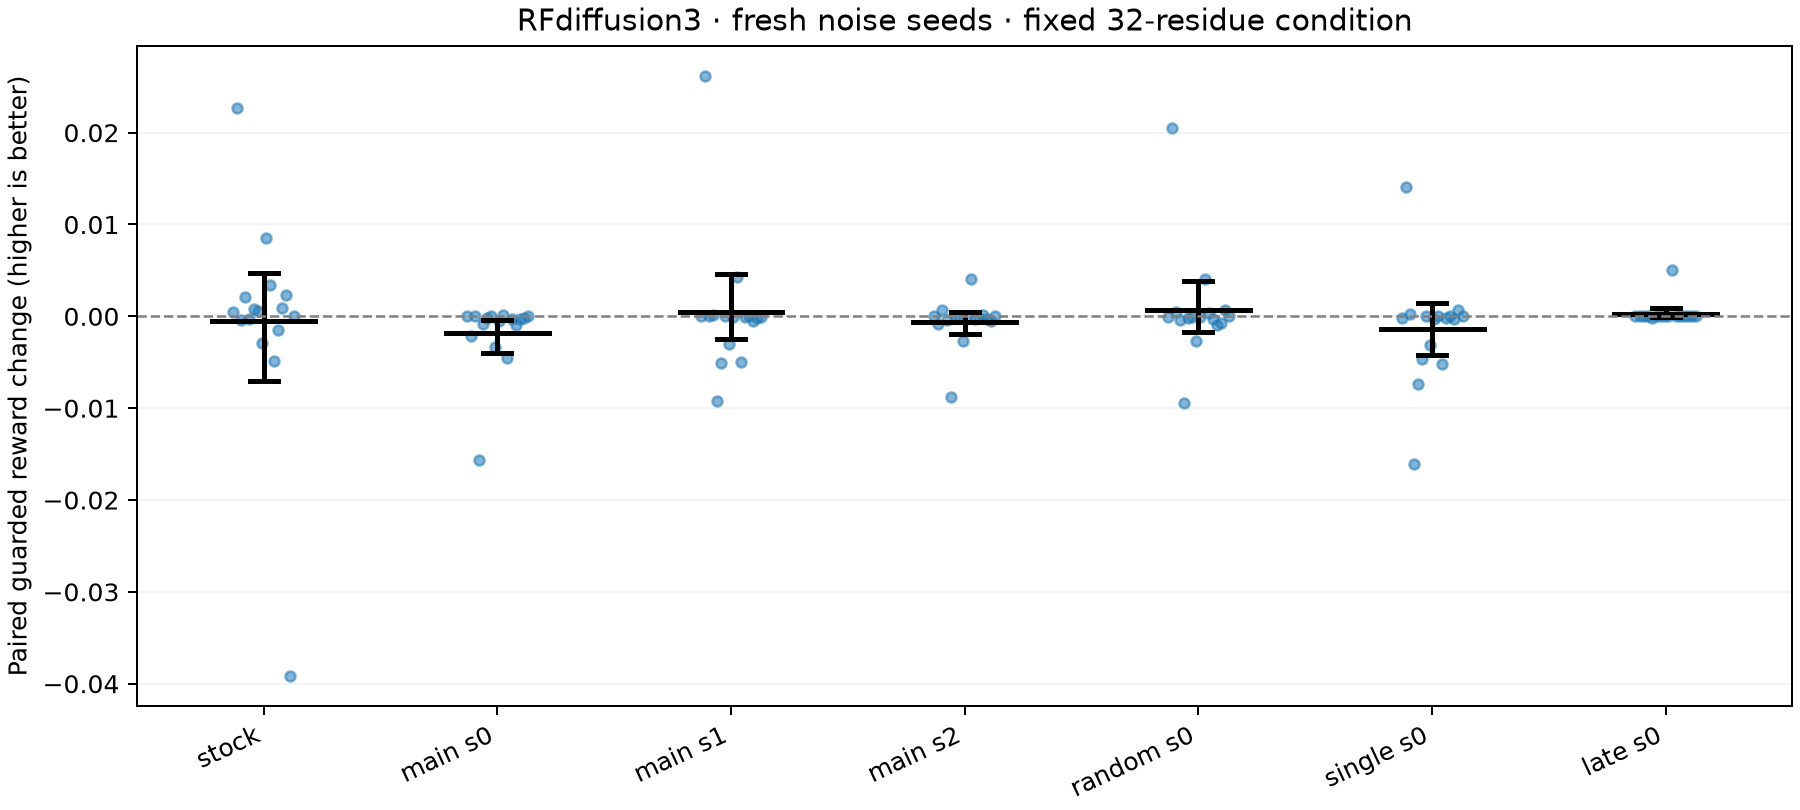 RFdiffusion3 · fresh noise seeds · fixed 32-residue condition
Paired guarded reward change (higher is better)
0.02
0.01
0.00
−0.01
−0.02
−0.03
−0.04
stock
main s0
main s1
main s2
random s0
single s0
late s0